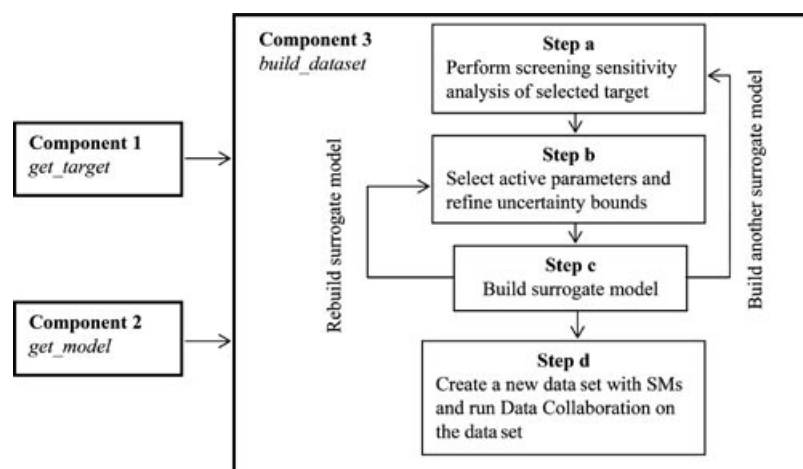 Component 1
get_target
Component 2
get_model
Component 3
build_dataset
Step a
Perform screening sensitivity
analysis of selected target
Step b
Select active parameters and
refine uncertainty bounds
Step c
Build surrogate model
Step d
Create a new data set with SMs
and run Data Collaboration on
the data set
Rebuild surrogate model
Build another surrogate model